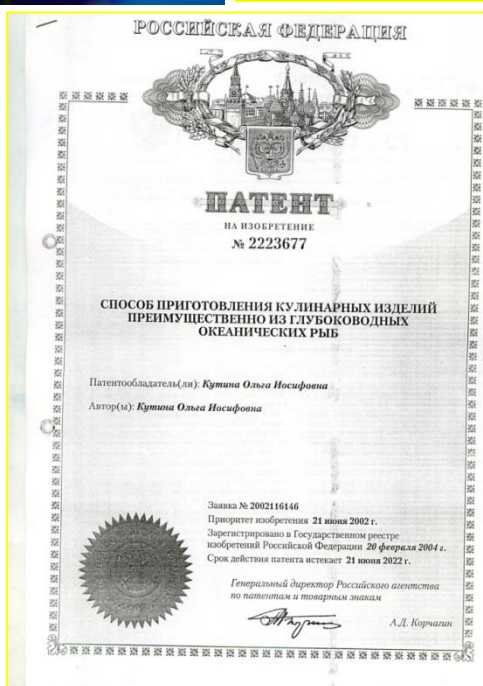 РОССИЙСКАЯ ФЕДЕРАЦИЯ
ПАТЕНТ
НА ИЗОБРЕТЕНИЕ
№ 2223677
СПОСОБ ПРИГОТОВЛЕНИЯ КУЛИНАРНЫХ ИЗДЕЛИЙ
ПРЕИМУЩЕСТВЕННО ИЗ ГЛУБОКОВОДНЫХ
ОКЕАНИЧЕСКИХ РЫБ
Патентообладатель(ли): Кутина Ольга Иосифовна
Автор(ы): Кутина Ольга Иосифовна
Заявка № 2002116146
Приоритет изобретения 21 июня 2002 г.
Зарегистрировано в Государственном реестре
изобретений Российской Федерации 20 февраля 2004 г.
Срок действия патента истекает 21 июня 2022 г.
Генеральный директор Российского агентства
по патентам и товарным знакам
А.Д. Корчагин